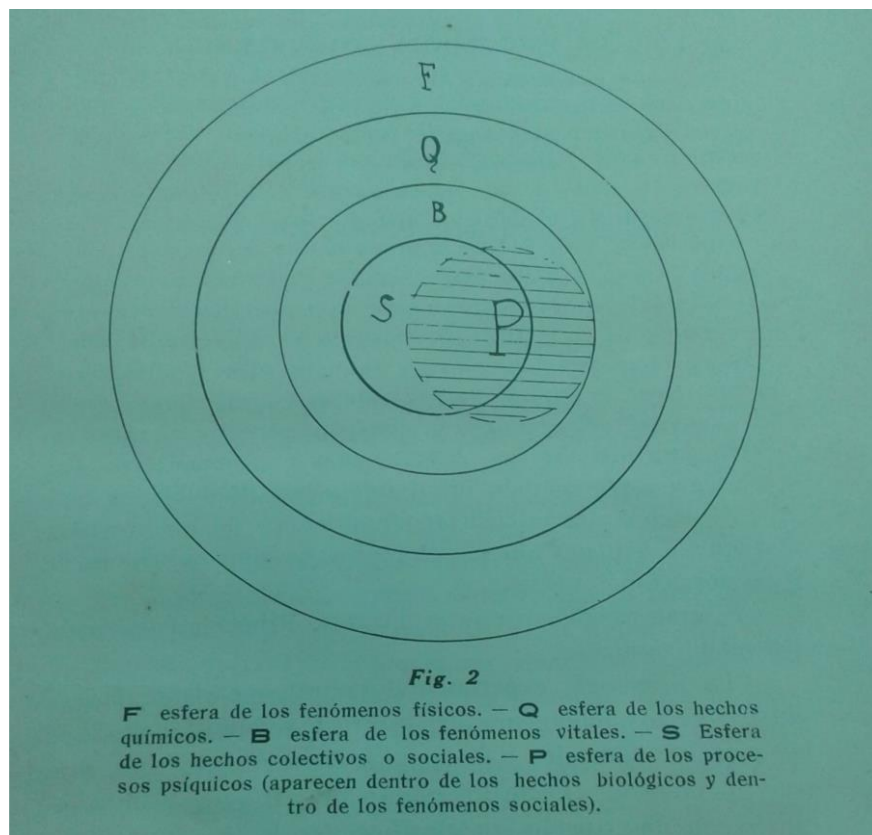 F
Q
B
S
P
Fig. 2
F esfera de los fenómenos físicos. — Q esfera de los hechos
químicos. — B esfera de los fenómenos vitales. — S Esfera
de los hechos colectivos o sociales. — P esfera de los proce-
sos psíquicos (aparecen dentro de los hechos biológicos y den-
tro de los fenómenos sociales).